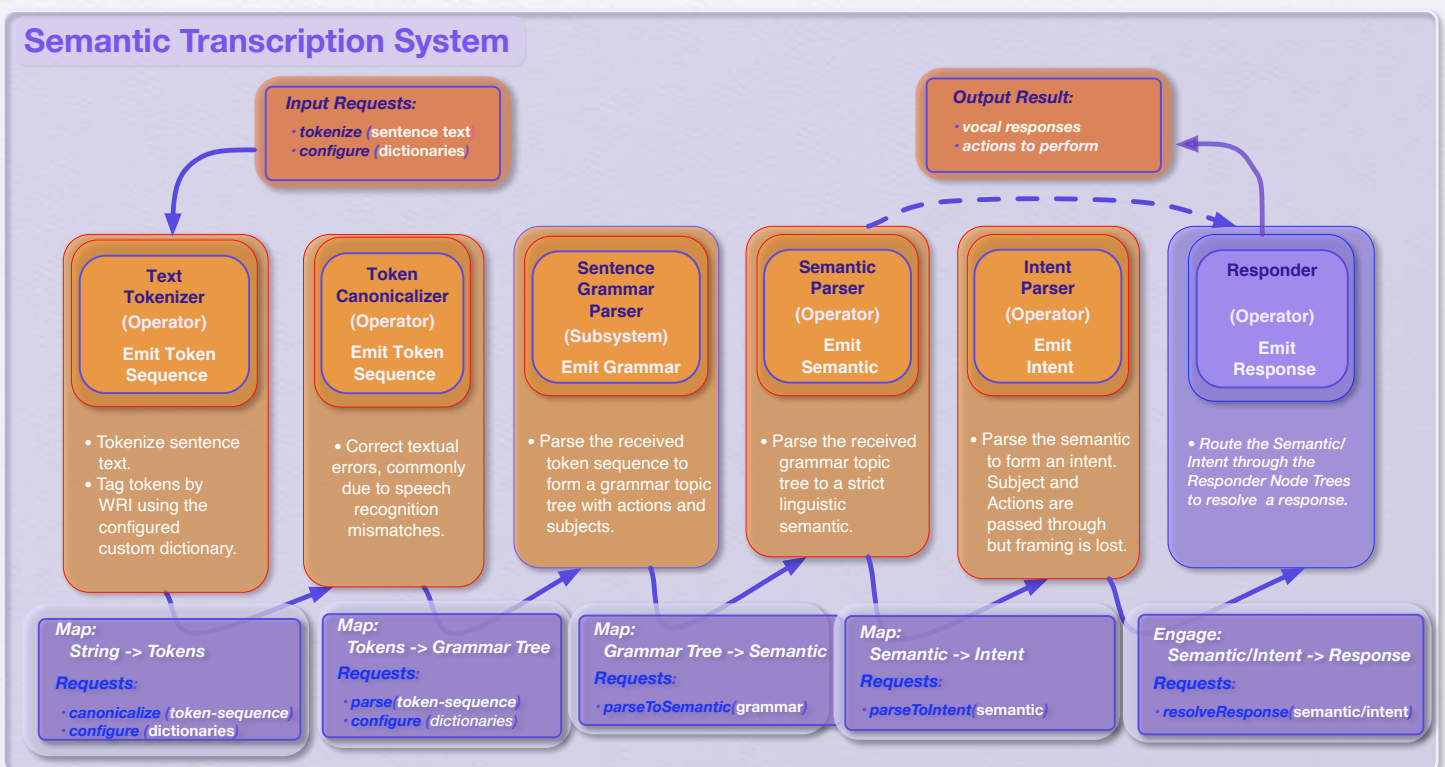 Semantic Transcription System
Input Requests:
· tokenize (sentence text)
· configure (dictionaries)
Output Result:
· vocal responses
· actions to perform
Text
Tokenizer
(Operator)
Emit Token
Sequence
• Tokenize sentence
text.
• Tag tokens by
WRI using the
configured
custom dictionary.
Token
Canonicalizer
(Operator)
Emit Token
Sequence
• Correct textual
errors, commonly
due to speech
recognition
mismatches.
Sentence
Grammar
Parser
(Subsystem)
Emit Grammar
• Parse the received
token sequence to
form a grammar topic
tree with actions and
subjects.
Semantic
Parser
(Operator)
Emit
Semantic
• Parse the received
grammar topic
tree to a strict
linguistic
semantic.
Intent
Parser
(Operator)
Emit
Intent
• Parse the semantic
to form an intent.
Subject and
Actions are
passed through
but framing is lost.
Responder
(Operator)
Emit
Response
• Route the Semantic/
Intent through the
Responder Node Trees
to resolve a response.
Map:
String -> Tokens
Requests:
· canonicalize (token-sequence)
· configure (dictionaries)
Map:
Tokens -> Grammar Tree
Requests:
· parse(token-sequence)
· configure (dictionaries)
Map:
Grammar Tree -> Semantic
Requests:
· parseToSemantic(grammar)
Map:
Semantic -> Intent
Requests:
· parseToIntent(semantic)
Engage:
Semantic/Intent -> Response
Requests:
· resolveResponse(semantic/intent)